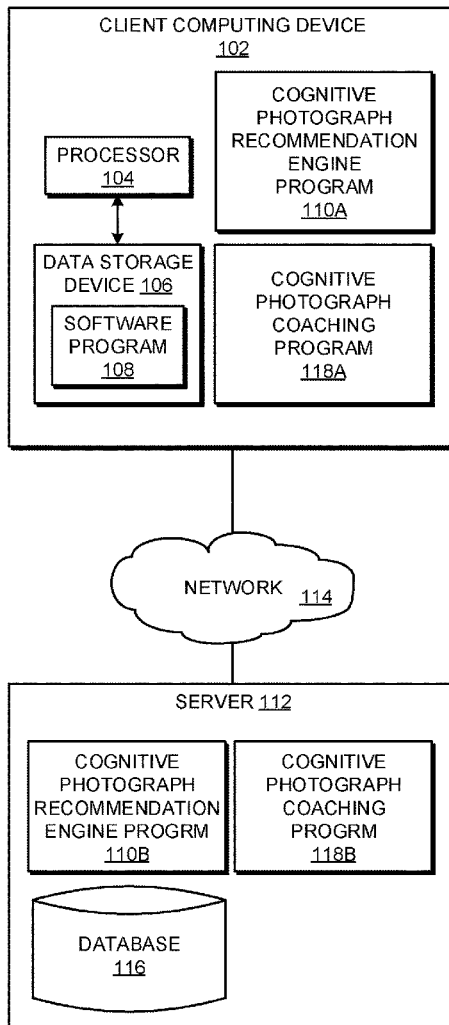 CLIENT COMPUTING DEVICE
102
PROCESSOR
104
DATA STORAGE
DEVICE 106
SOFTWARE
PROGRAM
108
COGNITIVE
PHOTOGRAPH
RECOMMENDATION
ENGINE
PROGRAM
110A
COGNITIVE
PHOTOGRAPH
COACHING
PROGRAM
118A
NETWORK 114
SERVER 112
COGNITIVE
PHOTOGRAPH
RECOMMENDATION
ENGINE PROGRM
110B
COGNITIVE
PHOTOGRAPH
COACHING
PROGRM
118B
DATABASE
116